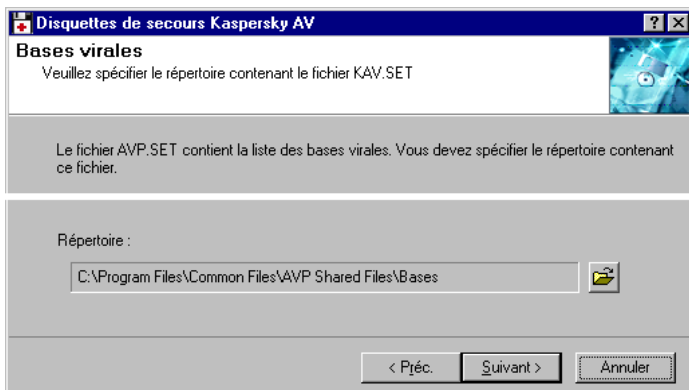 Disquettes de secours Kaspersky AV
Bases virales
Veuillez spécifier le répertoire contenant le fichier KAV.SET
Le fichier AVP.SET contient la liste des bases virales. Vous devez spécifier le répertoire contenant
ce fichier.
Répertoire :
C:\Program Files\Common Files\AVP Shared Files\Bases
< Préc. Suivant > Annuler